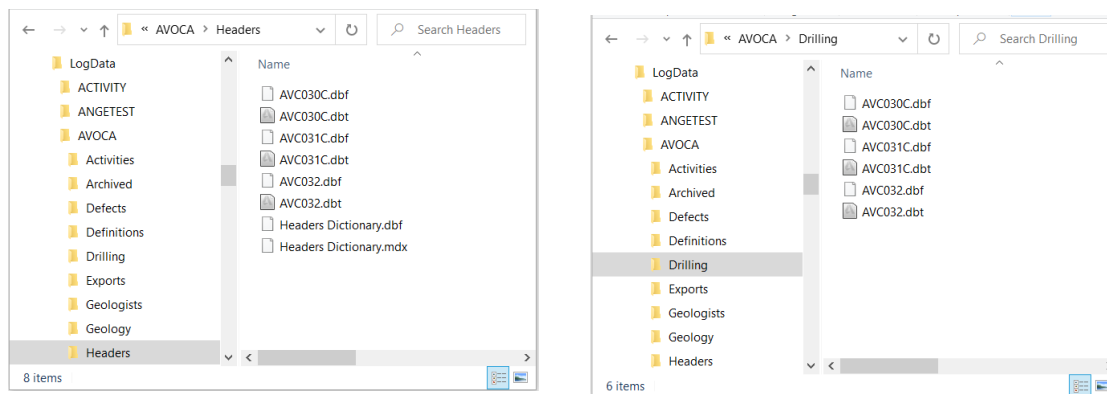 « AVOCA > Headers
Search Headers
LogData
ACTIVITY
ANGETEST
AVOCA
Activities
Archived
Defects
Definitions
Drilling
Exports
Geologists
Geology
Headers
Name
AVC030C.dbf
AVC030C.dbt
AVC031C.dbf
AVC031C.dbt
AVC032.dbf
AVC032.dbt
Headers Dictionary.dbf
Headers Dictionary.mdx
8 items
« AVOCA > Drilling
Search Drilling
LogData
ACTIVITY
ANGETEST
AVOCA
Activities
Archived
Defects
Definitions
Drilling
Exports
Geologists
Geology
Headers
Name
AVC030C.dbf
AVC030C.dbt
AVC031C.dbf
AVC031C.dbt
AVC032.dbf
AVC032.dbt
6 items